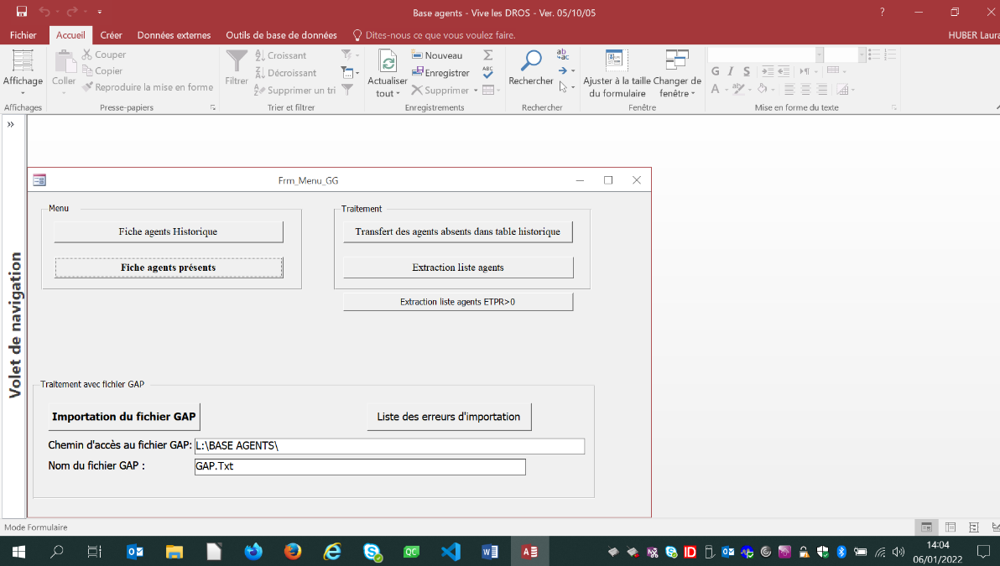 Base agents - Vive les DROS - Ver. 05/10/05
?
Fichier Accueil Créer Données externes Outils de base de données Dites-nous ce que vous voulez faire. HUBER Laura
Affichage
Affichages
Coller
Couper
Copier
Reproduire la mise en forme
Presse-papiers
Filtrer
Croissant
Décroissant
Supprimer un tri
Trier et filtrer
Actualiser
tout
Nouveau
Enregistrer
Supprimer
Enregistrements
Rechercher
Rechercher
Ajuster à la taille
du formulaire
Changer de
fenêtre
Fenêtre
G I S
A
Mise en forme du texte
Volet de navigation
Frm_Menu_GG
Menu
Fiche agents Historique
Fiche agents présents
Traitement
Transfert des agents absents dans table historique
Extraction liste agents
Extraction liste agents ETPR>0
Traitement avec fichier GAP
Importation du fichier GAP
Liste des erreurs d'importation
Chemin d'accès au fichier GAP: L:\BASE AGENTS\
Nom du fichier GAP : GAP.Txt
Mode Formulaire
14:04
06/01/2022